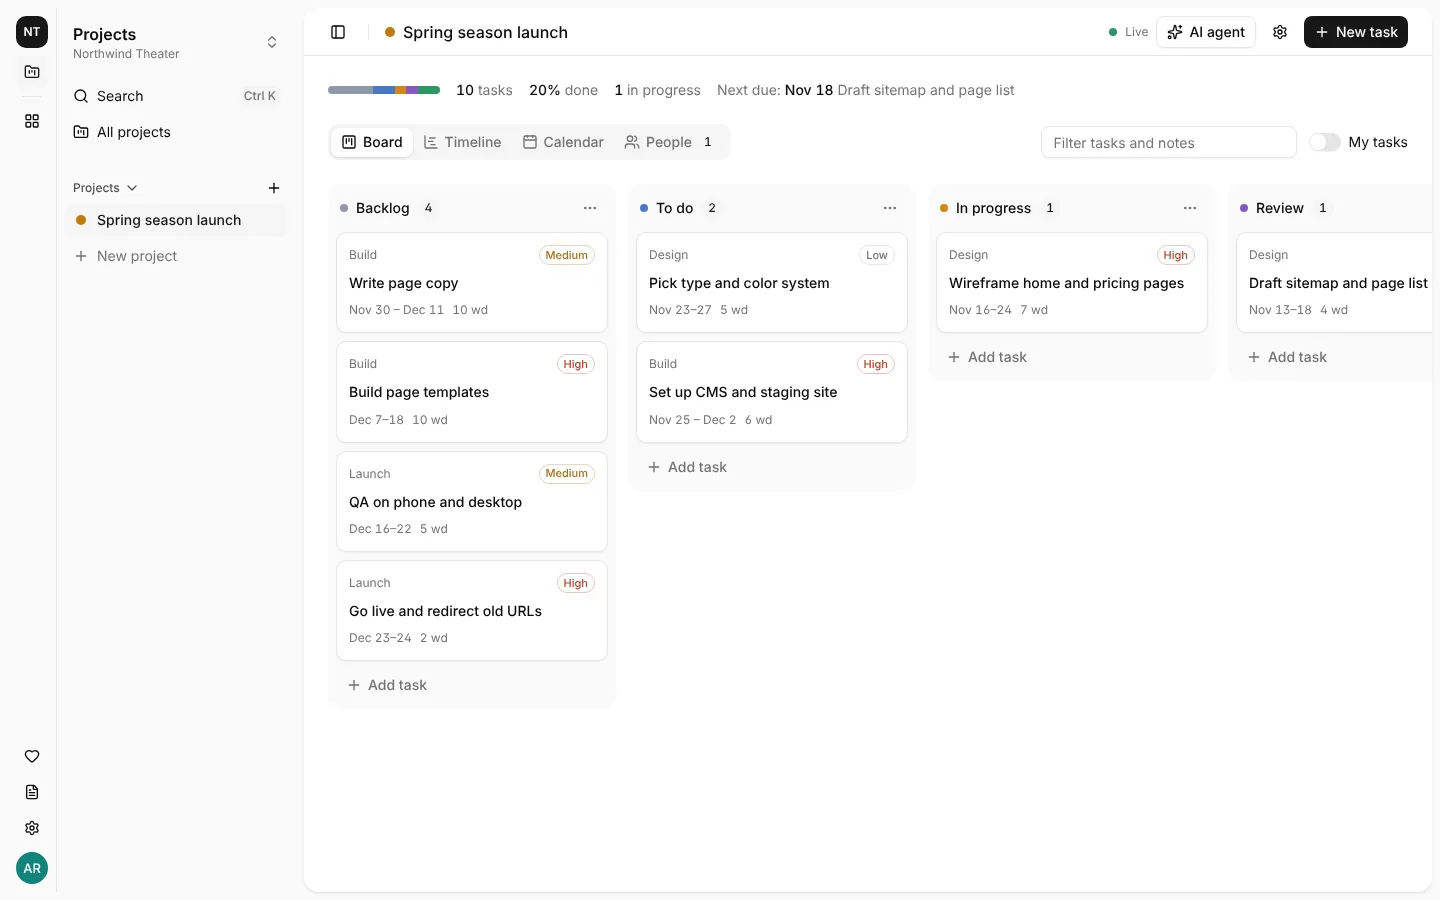 NT
Projects
Northwind Theater
Search
Ctrl K
All projects
Projects
Spring season launch
New project
AR
Spring season launch
Live
AI agent
New task
10 tasks
20% done
1 in progress
Next due: Nov 18 Draft sitemap and page list
Board
Timeline
Calendar
People 1
Filter tasks and notes
My tasks
Backlog 4
Build
Medium
Write page copy
Nov 30 – Dec 11 10 wd
Build
High
Build page templates
Dec 7–18 10 wd
Launch
Medium
QA on phone and desktop
Dec 16–22 5 wd
Launch
High
Go live and redirect old URLs
Dec 23–24 2 wd
Add task
To do 2
Design
Low
Pick type and color system
Nov 23–27 5 wd
Build
High
Set up CMS and staging site
Nov 25 – Dec 2 6 wd
Add task
In progress 1
Design
High
Wireframe home and pricing pages
Nov 16–24 7 wd
Add task
Review 1
Design
Draft sitemap and page list
Nov 13–18 4 wd
Add task